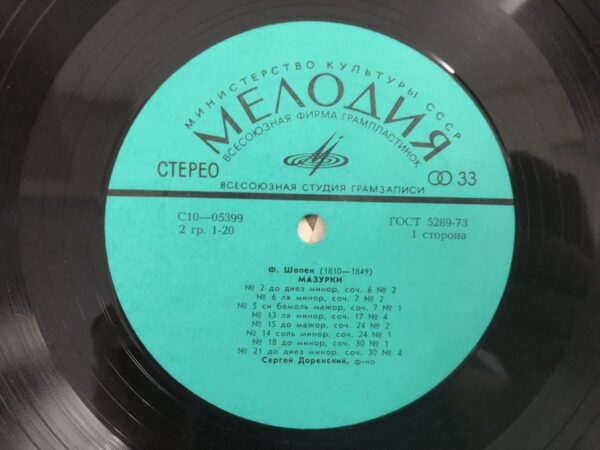 МИНИСТЕРСТВО КУЛЬТУРЫ СССР
МЕЛОДИЯ
ВСЕСОЮЗНАЯ ФИРМА ГРАМПЛАСТИНОК
СТЕРЕО
33
ВСЕСОЮЗНАЯ СТУДИЯ ГРАМЗАПИСИ
С10—05399
ГОСТ 5289-73
2 гр. 1-20
1 сторона
Ф. Шопен (1810—1849)
МАЗУРКИ
№ 2 до диез минор, соч. 6 № 2
№ 6 ля минор, соч. 7 № 2
№ 5 си бемоль мажор, соч. 7 № 1
№ 13 ля минор, соч. 17 № 4
№ 15 до мажор, соч. 24 № 2
№ 14 соль минор, соч. 24 № 1
№ 18 до минор, соч. 30 № 1
№ 21 до диез минор, соч. 30 № 4
Сергей Доренский, ф-но